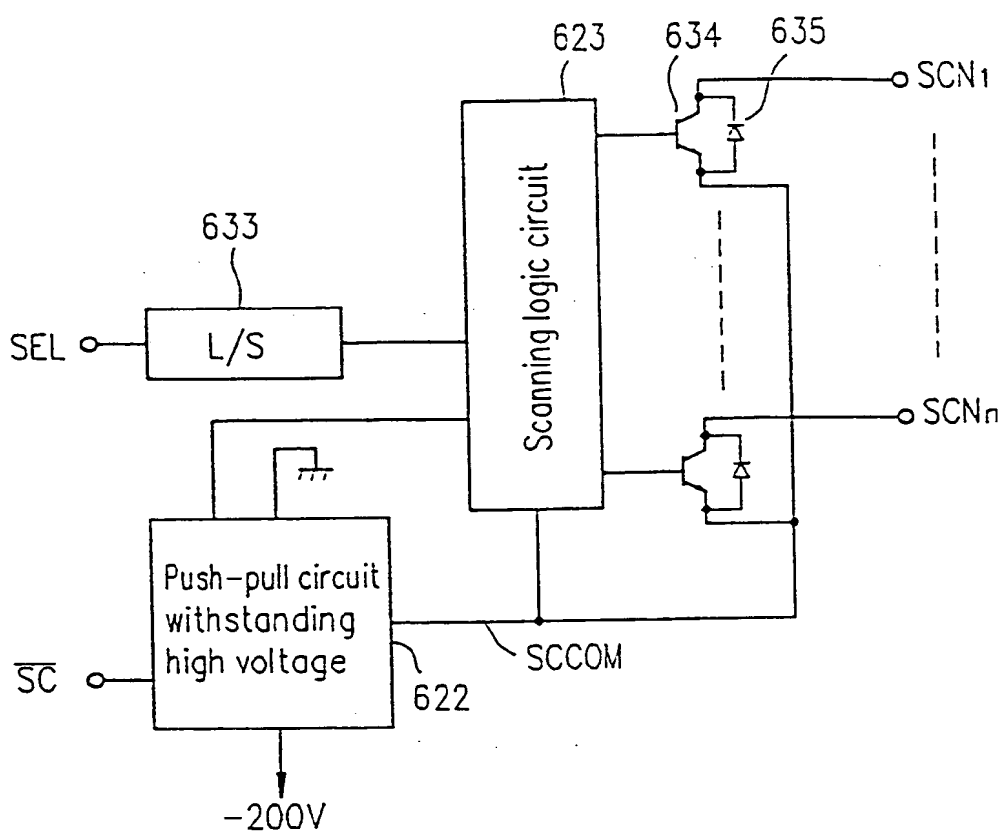 623
634
635
SCN1
633
SEL
L/S
Scanning logic circuit
SCNn
Push-pull circuit
withstanding
high voltage
SC
SCCOM
622
-200V